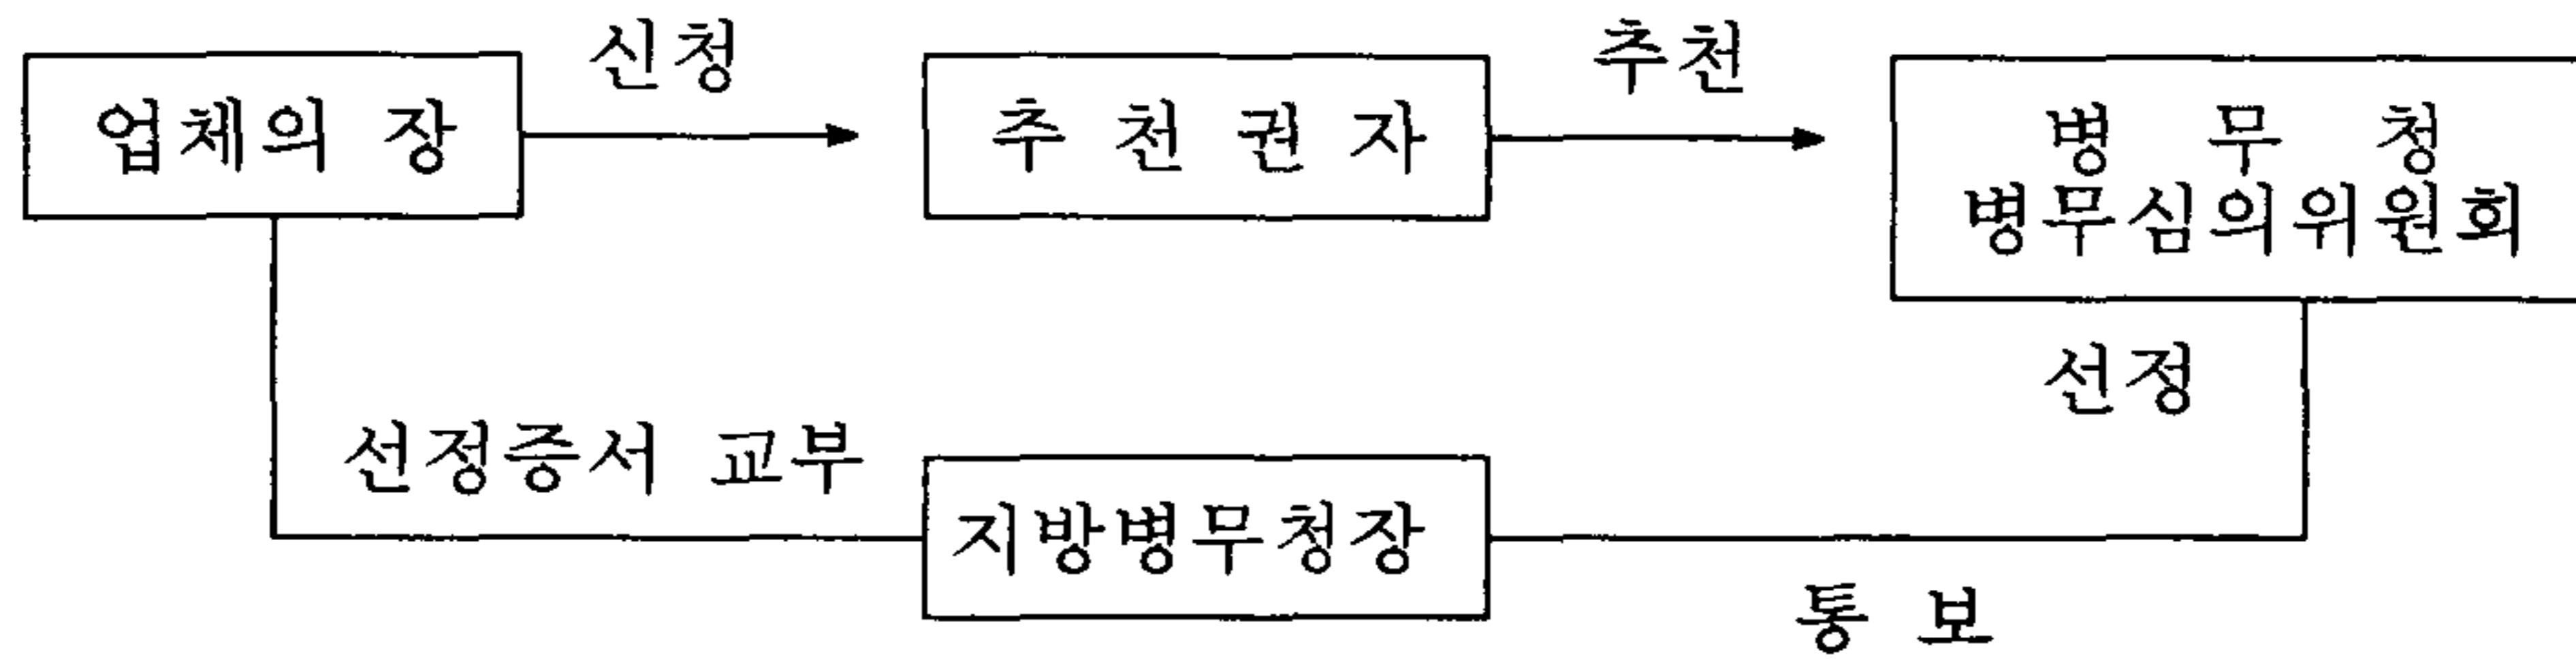 신청
추천
업체의 장
추 천 권 자
병 무 청
병무심의위원회
선정
선정증서 교부
지방병무청장
통 보